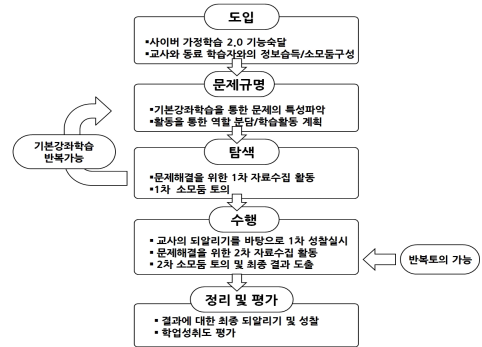 도입
▪사이버 가정학습 2.0 기능숙달
▪교사와 동료 학습자와의 정보습득/소모둠구성
문제규명
▪기본강좌학습을 통한 문제의 특성파악
▪활동을 통한 역할 분담/학습활동 계획
기본강좌학습
반복가능
탐색
▪문제해결을 위한 1차 자료수집 활동
▪1차 소모둠 토의
수행
▪ 교사의 되알리기를 바탕으로 1차 성찰실시
▪ 문제해결을 위한 2차 자료수집 활동
▪ 2차 소모둠 토의 및 최종 결과 도출
반복토의 가능
정리 및 평가
▪ 결과에 대한 최종 되알리기 및 성찰
▪ 학업성취도 평가